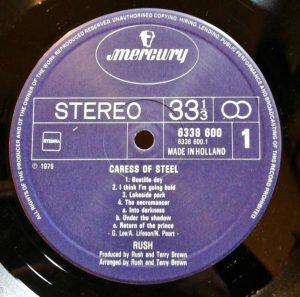 mercury
STEREO 33 1/3
STEMRA
6338 600
6338 600.1
MADE IN HOLLAND
1
℗ 1975
CARESS OF STEEL
1. Bastille day
2. I think I'm going bald
3. Lakeside park
4. The necromancer
a. Into darkness
b. Under the shadow
c. Return of the prince
- G. Lee/A. Lifeson/N. Peart -
RUSH
Produced by Rush and Terry Brown
Arranged by Rush and Terry Brown
ALL RIGHTS OF THE PRODUCER AND OF THE OWNER OF THE WORK REPRODUCED RESERVED. UNAUTHORISED COPYING, HIRING, LENDING, PUBLIC PERFORMANCE AND BROADCASTING OF THIS RECORD PROHIBITED